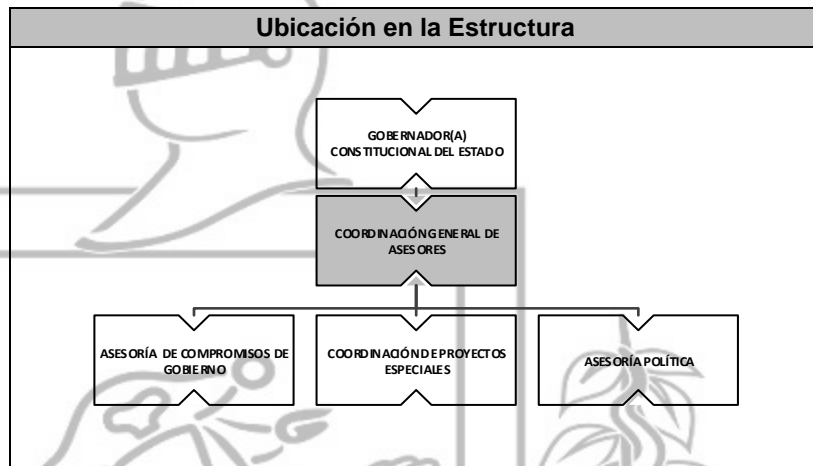 Ubicación en la Estructura
GOBERNADOR(A)
CONSTITUCIONAL DEL ESTADO
COORDINACIÓN GENERAL DE
ASESORES
ASESORÍA DE COMPROMISOS DE
GOBIERNO
COORDINACIÓN DE PROYECTOS
ESPECIALES
ASESORÍA POLÍTICA